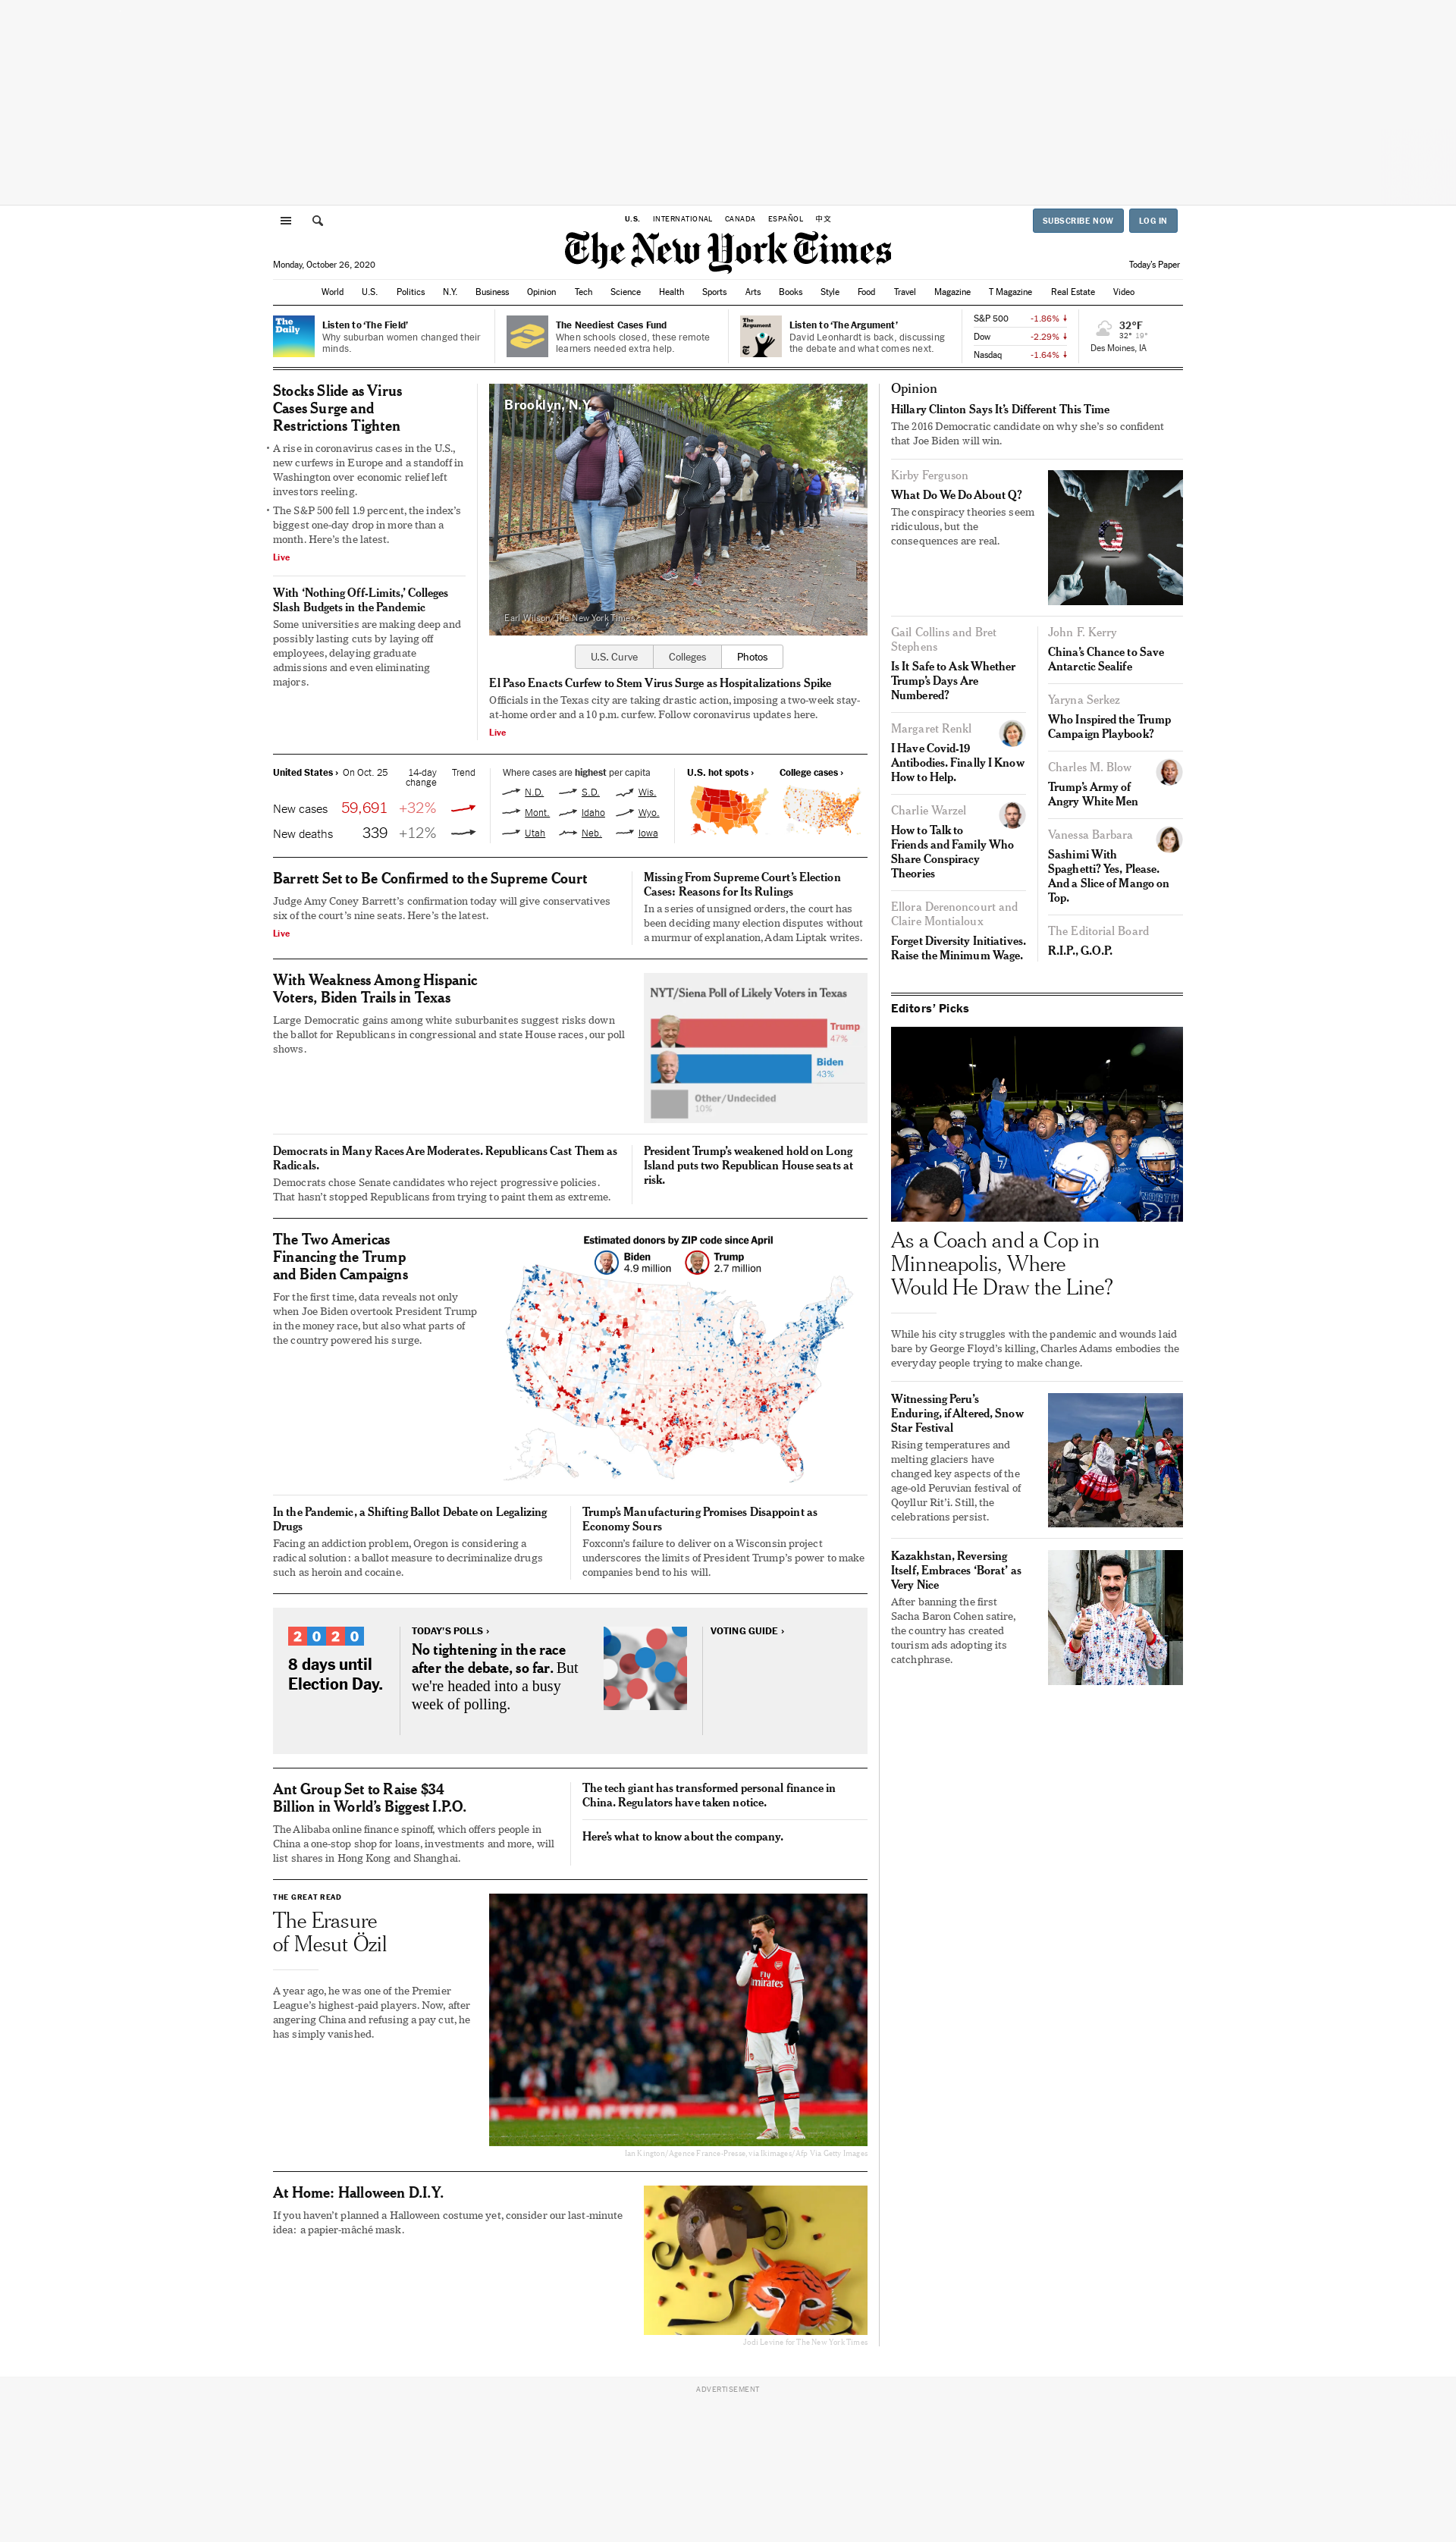 U.S. INTERNATIONAL CANADA ESPAÑOL 中文
SUBSCRIBE NOW LOG IN
The New York Times
Monday, October 26, 2020
Today's Paper
World U.S. Politics N.Y. Business Opinion Tech Science Health Sports Arts Books Style Food Travel Magazine T Magazine Real Estate Video
The
Daily
Listen to ‘The Field’
Why suburban women changed their
minds.
The Neediest Cases Fund
When schools closed, these remote
learners needed extra help.
The
Argument
Listen to ‘The Argument’
David Leonhardt is back, discussing
the debate and what comes next.
S&P 500 -1.86%
Dow -2.29%
Nasdaq -1.64%
32°F
32° 19°
Des Moines, IA
Stocks Slide as Virus
Cases Surge and
Restrictions Tighten
• A rise in coronavirus cases in the U.S.,
new curfews in Europe and a standoff in
Washington over economic relief left
investors reeling.
• The S&P 500 fell 1.9 percent, the index’s
biggest one-day drop in more than a
month. Here’s the latest.
Live
With ‘Nothing Off-Limits,’ Colleges
Slash Budgets in the Pandemic
Some universities are making deep and
possibly lasting cuts by laying off
employees, delaying graduate
admissions and even eliminating
majors.
Brooklyn, N.Y.
Earl Wilson/The New York Times
U.S. Curve Colleges Photos
El Paso Enacts Curfew to Stem Virus Surge as Hospitalizations Spike
Officials in the Texas city are taking drastic action, imposing a two-week stay-
at-home order and a 10 p.m. curfew. Follow coronavirus updates here.
Live
United States › On Oct. 25 14-day
change Trend
New cases 59,691 +32%
New deaths 339 +12%
Where cases are highest per capita
N.D. S.D. Wis.
Mont. Idaho Wyo.
Utah Neb. Iowa
U.S. hot spots › College cases ›
Barrett Set to Be Confirmed to the Supreme Court
Judge Amy Coney Barrett’s confirmation today will give conservatives
six of the court’s nine seats. Here’s the latest.
Live
Missing From Supreme Court’s Election
Cases: Reasons for Its Rulings
In a series of unsigned orders, the court has
been deciding many election disputes without
a murmur of explanation, Adam Liptak writes.
With Weakness Among Hispanic
Voters, Biden Trails in Texas
Large Democratic gains among white suburbanites suggest risks down
the ballot for Republicans in congressional and state House races, our poll
shows.
NYT/Siena Poll of Likely Voters in Texas
Trump
47%
Biden
43%
Other/Undecided
10%
Democrats in Many Races Are Moderates. Republicans Cast Them as
Radicals.
Democrats chose Senate candidates who reject progressive policies.
That hasn’t stopped Republicans from trying to paint them as extreme.
President Trump’s weakened hold on Long
Island puts two Republican House seats at
risk.
The Two Americas
Financing the Trump
and Biden Campaigns
For the first time, data reveals not only
when Joe Biden overtook President Trump
in the money race, but also what parts of
the country powered his surge.
Estimated donors by ZIP code since April
Biden
4.9 million
Trump
2.7 million
In the Pandemic, a Shifting Ballot Debate on Legalizing
Drugs
Facing an addiction problem, Oregon is considering a
radical solution: a ballot measure to decriminalize drugs
such as heroin and cocaine.
Trump’s Manufacturing Promises Disappoint as
Economy Sours
Foxconn’s failure to deliver on a Wisconsin project
underscores the limits of President Trump’s power to make
companies bend to his will.
2020
8 days until
Election Day.
TODAY’S POLLS ›
No tightening in the race
after the debate, so far. But
we're headed into a busy
week of polling.
VOTING GUIDE ›
Ant Group Set to Raise $34
Billion in World’s Biggest I.P.O.
The Alibaba online finance spinoff, which offers people in
China a one-stop shop for loans, investments and more, will
list shares in Hong Kong and Shanghai.
The tech giant has transformed personal finance in
China. Regulators have taken notice.
Here’s what to know about the company.
THE GREAT READ
The Erasure
of Mesut Özil
A year ago, he was one of the Premier
League’s highest-paid players. Now, after
angering China and refusing a pay cut, he
has simply vanished.
Fly
Emirates
10
Ian Kington/Agence France-Presse, via Ikimages/Afp Via Getty Images
At Home: Halloween D.I.Y.
If you haven’t planned a Halloween costume yet, consider our last-minute
idea: a papier-mâché mask.
Jodi Levine for The New York Times
Opinion
Hillary Clinton Says It’s Different This Time
The 2016 Democratic candidate on why she’s so confident
that Joe Biden will win.
Kirby Ferguson
What Do We Do About Q?
The conspiracy theories seem
ridiculous, but the
consequences are real.
Q
Gail Collins and Bret
Stephens
Is It Safe to Ask Whether
Trump’s Days Are
Numbered?
Margaret Renkl
I Have Covid-19
Antibodies. Finally I Know
How to Help.
Charlie Warzel
How to Talk to
Friends and Family Who
Share Conspiracy
Theories
Ellora Derenoncourt and
Claire Montialoux
Forget Diversity Initiatives.
Raise the Minimum Wage.
John F. Kerry
China’s Chance to Save
Antarctic Sealife
Yaryna Serkez
Who Inspired the Trump
Campaign Playbook?
Charles M. Blow
Trump’s Army of
Angry White Men
Vanessa Barbara
Sashimi With
Spaghetti? Yes, Please.
And a Slice of Mango on
Top.
The Editorial Board
R.I.P., G.O.P.
Editors’ Picks
7
NORTH
21
As a Coach and a Cop in
Minneapolis, Where
Would He Draw the Line?
While his city struggles with the pandemic and wounds laid
bare by George Floyd’s killing, Charles Adams embodies the
everyday people trying to make change.
Witnessing Peru’s
Enduring, if Altered, Snow
Star Festival
Rising temperatures and
melting glaciers have
changed key aspects of the
age-old Peruvian festival of
Qoyllur Rit’i. Still, the
celebrations persist.
Kazakhstan, Reversing
Itself, Embraces ‘Borat’ as
Very Nice
After banning the first
Sacha Baron Cohen satire,
the country has created
tourism ads adopting its
catchphrase.
ADVERTISEMENT